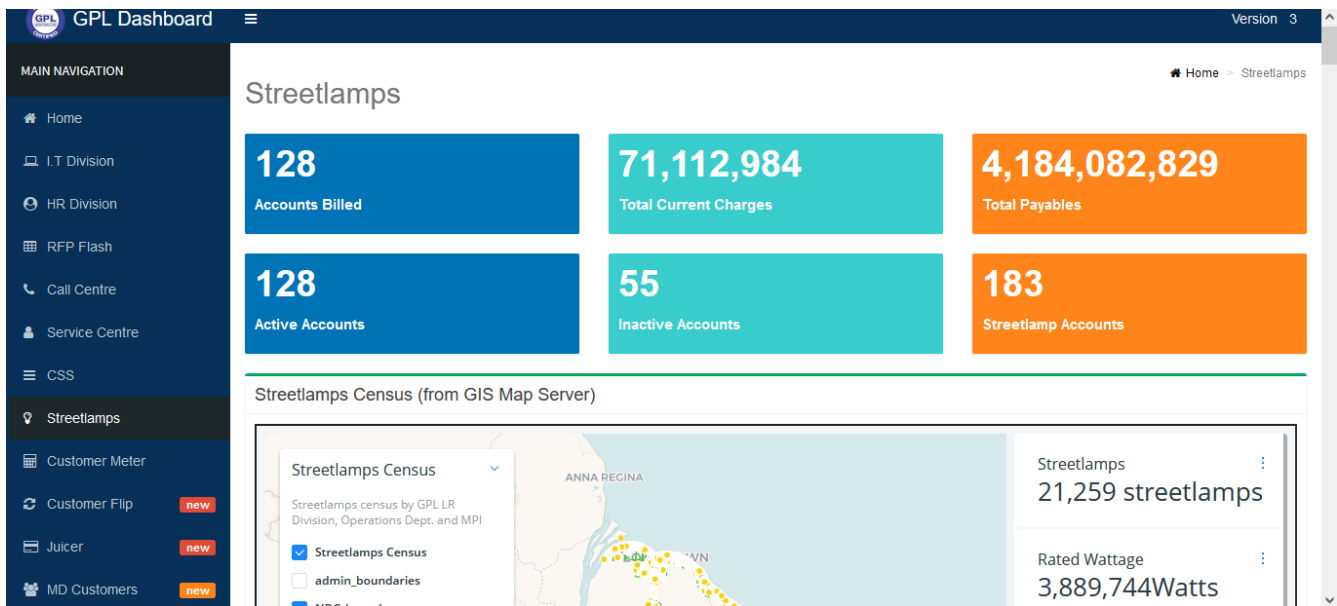 GPL
GPL Dashboard
Version 3
MAIN NAVIGATION
Home
I.T Division
HR Division
RFP Flash
Call Centre
Service Centre
CSS
Streetlamps
Customer Meter
Customer Flip new
Juicer new
MD Customers new
Home > Streetlamps
Streetlamps
128
Accounts Billed
71,112,984
Total Current Charges
4,184,082,829
Total Payables
128
Active Accounts
55
Inactive Accounts
183
Streetlamp Accounts
Streetlamps Census (from GIS Map Server)
Streetlamps Census
Streetlamps census by GPL LR
Division, Operations Dept. and MPI
Streetlamps Census
admin_boundaries
ANNA REGINA
Streetlamps
21,259 streetlamps
Rated Wattage
3,889,744Watts